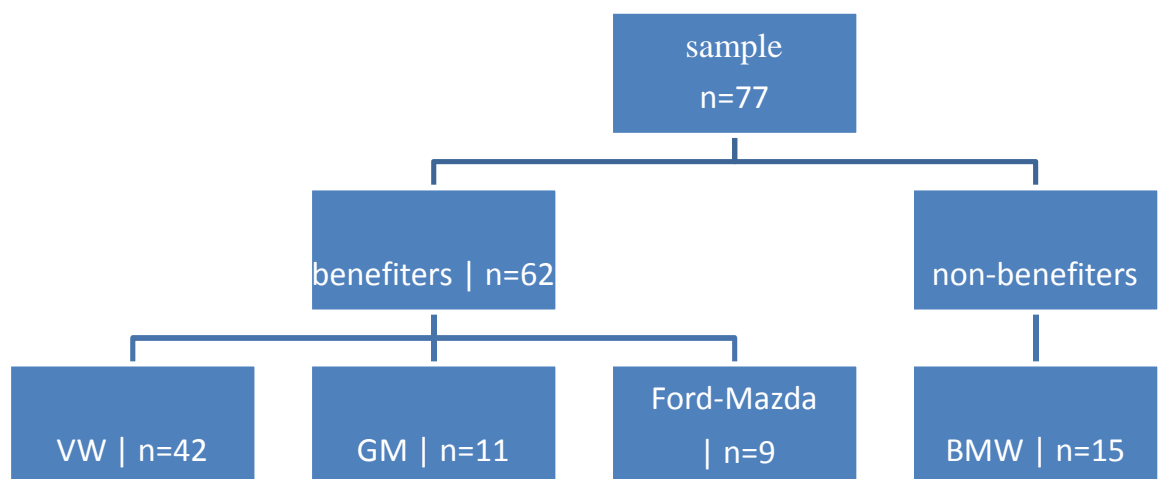 sample
n=77
benefiters | n=62
non-benefiters
VW | n=42
GM | n=11
Ford-Mazda
| n=9
BMW | n=15